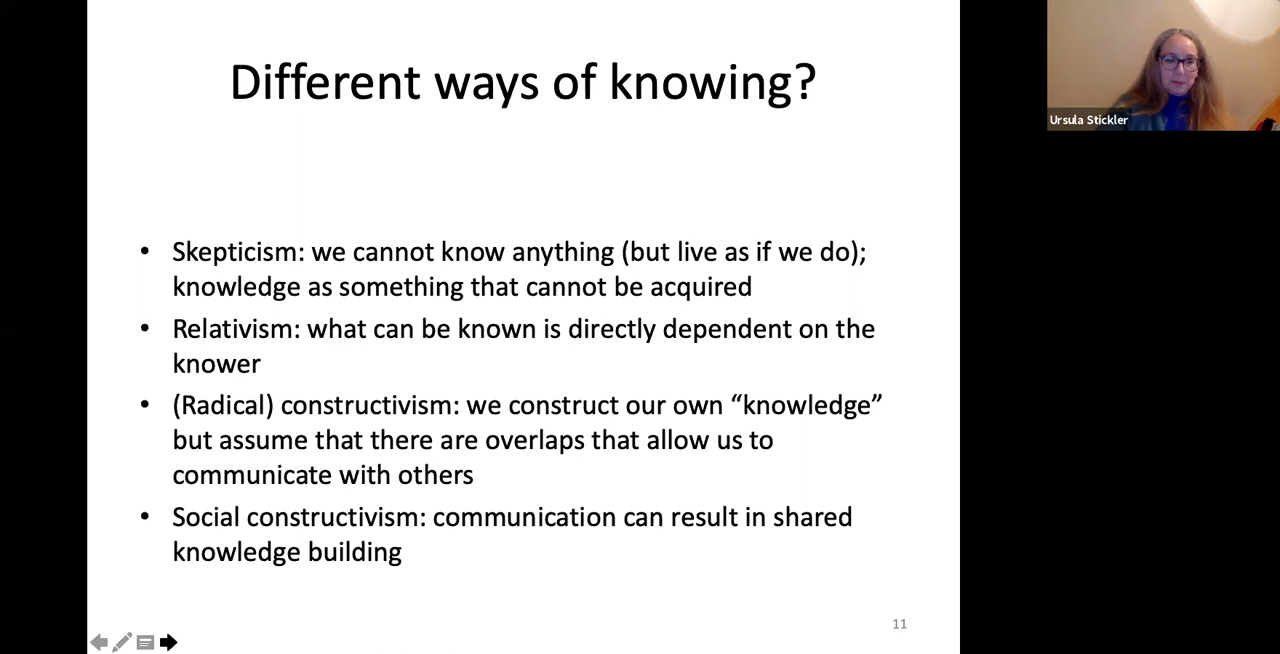 Different ways of knowing?
Ursula Stickler
• Skepticism: we cannot know anything (but live as if we do);
knowledge as something that cannot be acquired
• Relativism: what can be known is directly dependent on the
knower
• (Radical) constructivism: we construct our own “knowledge”
but assume that there are overlaps that allow us to
communicate with others
• Social constructivism: communication can result in shared
knowledge building
11